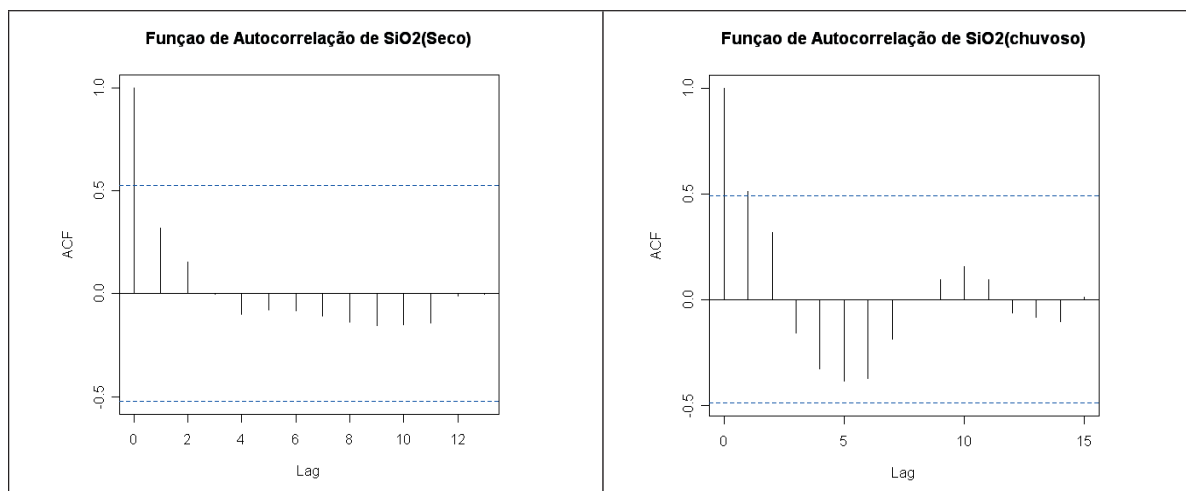 Funçao de Autocorrelação de SiO2(Seco)
ACF
1.0
0.5
0.0
-0.5
0 2 4 6 8 10 12
Lag
Funçao de Autocorrelação de SiO2(chuvoso)
ACF
1.0
0.5
0.0
-0.5
0 5 10 15
Lag